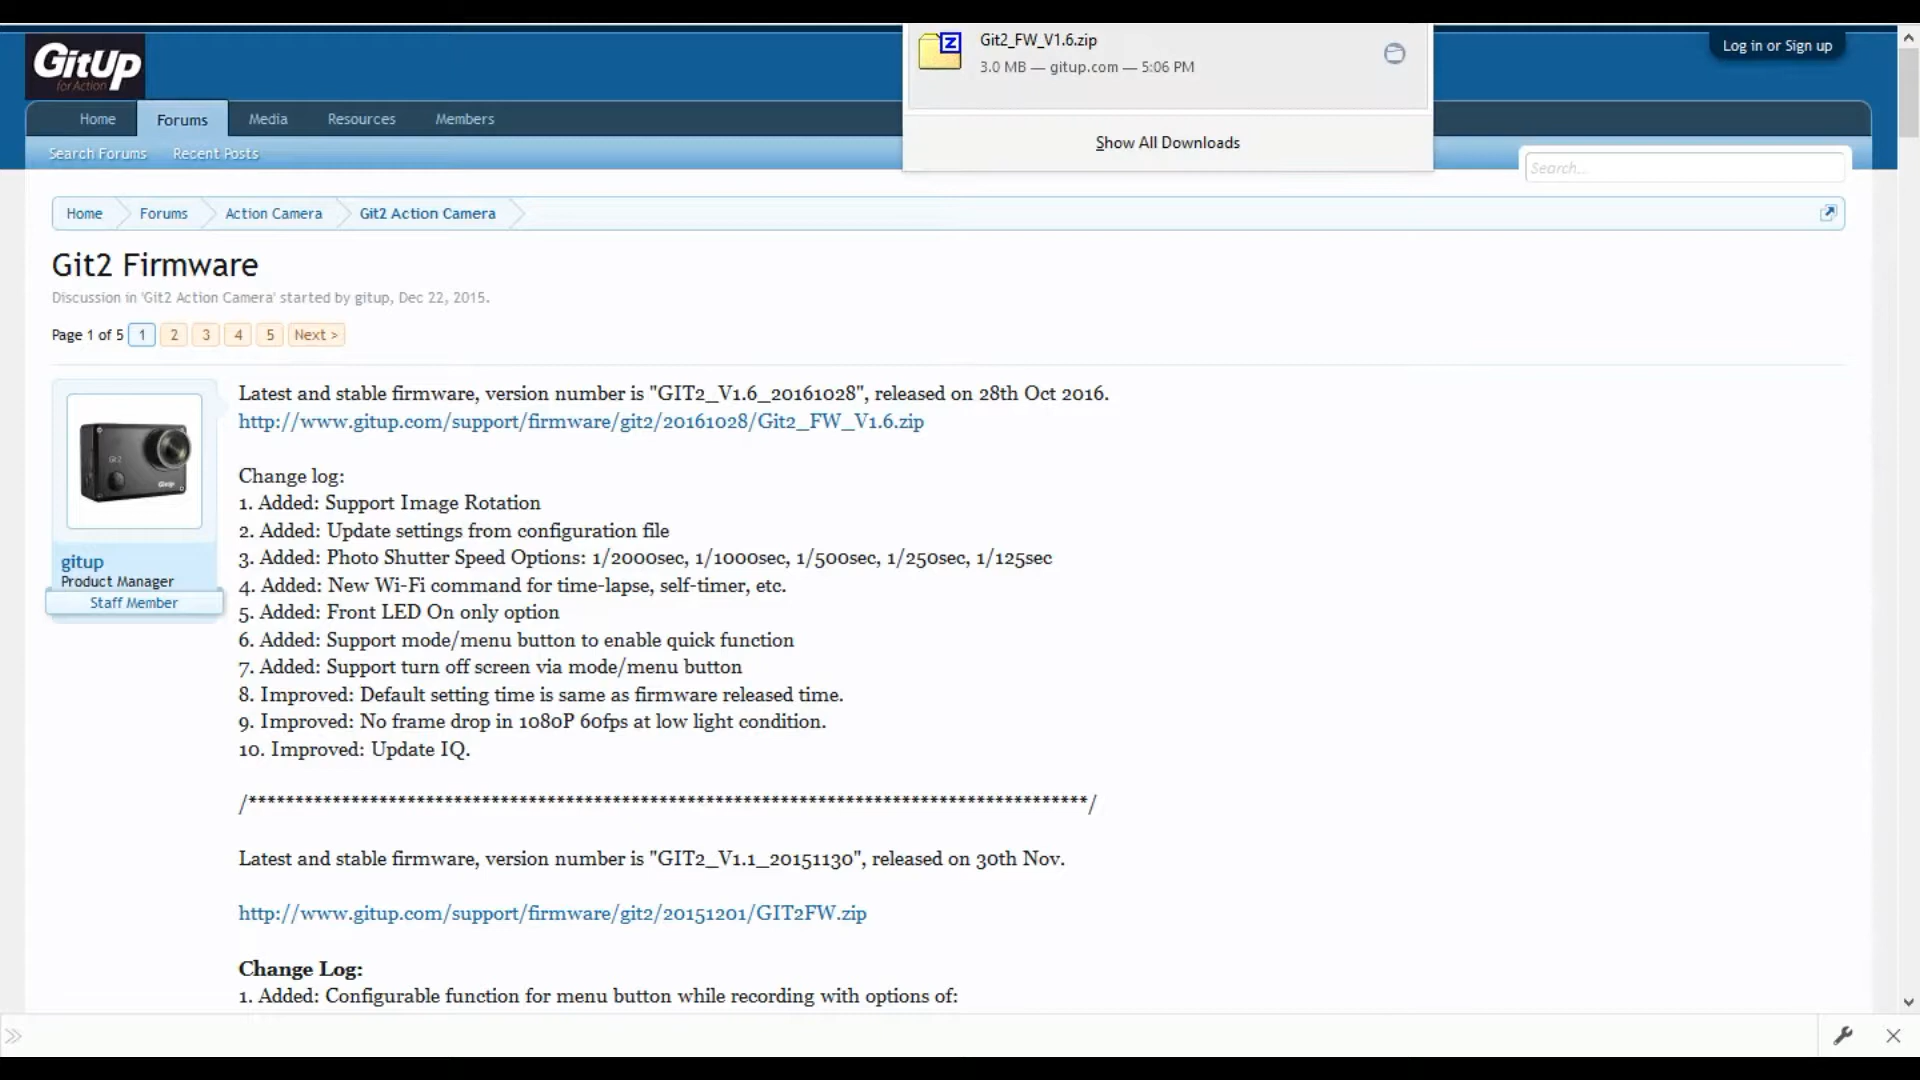 GitUp
for Action
Git2_FW_V1.6.zip
3.0 MB — gitup.com — 5:06 PM
Show All Downloads
Log in or Sign up
Home
Forums
Media
Resources
Members
Search Forums
Recent Posts
Search...
Home
Forums
Action Camera
Git2 Action Camera
Git2 Firmware
Discussion in 'Git2 Action Camera' started by gitup, Dec 22, 2015.
Page 1 of 5 1 2 3 4 5 Next >
Latest and stable firmware, version number is "GIT2_V1.6_20161028", released on 28th Oct 2016.
http://www.gitup.com/support/firmware/git2/20161028/Git2_FW_V1.6.zip
Git 2
GitUp
gitup
Product Manager
Staff Member
Change log:
1. Added: Support Image Rotation
2. Added: Update settings from configuration file
3. Added: Photo Shutter Speed Options: 1/2000sec, 1/1000sec, 1/500sec, 1/250sec, 1/125sec
4. Added: New Wi-Fi command for time-lapse, self-timer, etc.
5. Added: Front LED On only option
6. Added: Support mode/menu button to enable quick function
7. Added: Support turn off screen via mode/menu button
8. Improved: Default setting time is same as firmware released time.
9. Improved: No frame drop in 1080P 60fps at low light condition.
10. Improved: Update IQ.
/******************************************************************************************/
Latest and stable firmware, version number is "GIT2_V1.1_20151130", released on 30th Nov.
http://www.gitup.com/support/firmware/git2/20151201/GIT2FW.zip
Change Log:
1. Added: Configurable function for menu button while recording with options of: